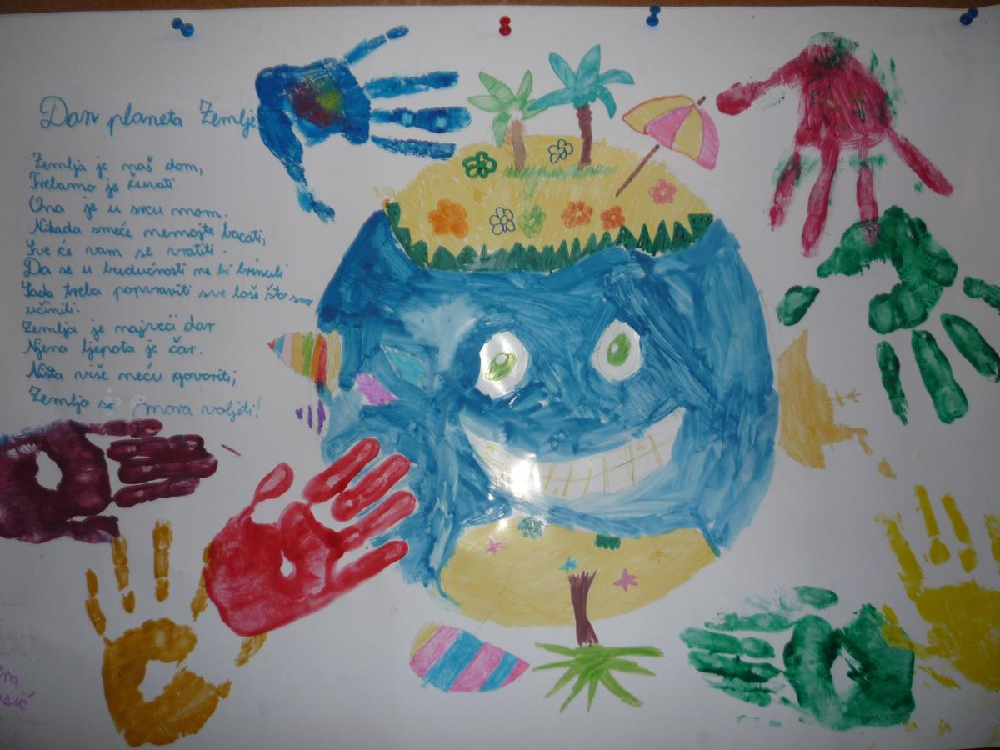 Dan planeta Zemlje
Zemlja je naš dom,
Trebamo je čuvati.
Ona je u srcu mom.
Nikada smeće nemojte bacati,
Sve će vam se vratiti.
Da se u budućnosti ne bi brinuli
Sada treba popraviti sve loše što smo
učinili.
Zemlja je najveći dar
Njena ljepota je čar.
Ništa više neću govoriti;
Zemlja se mora voljeti!